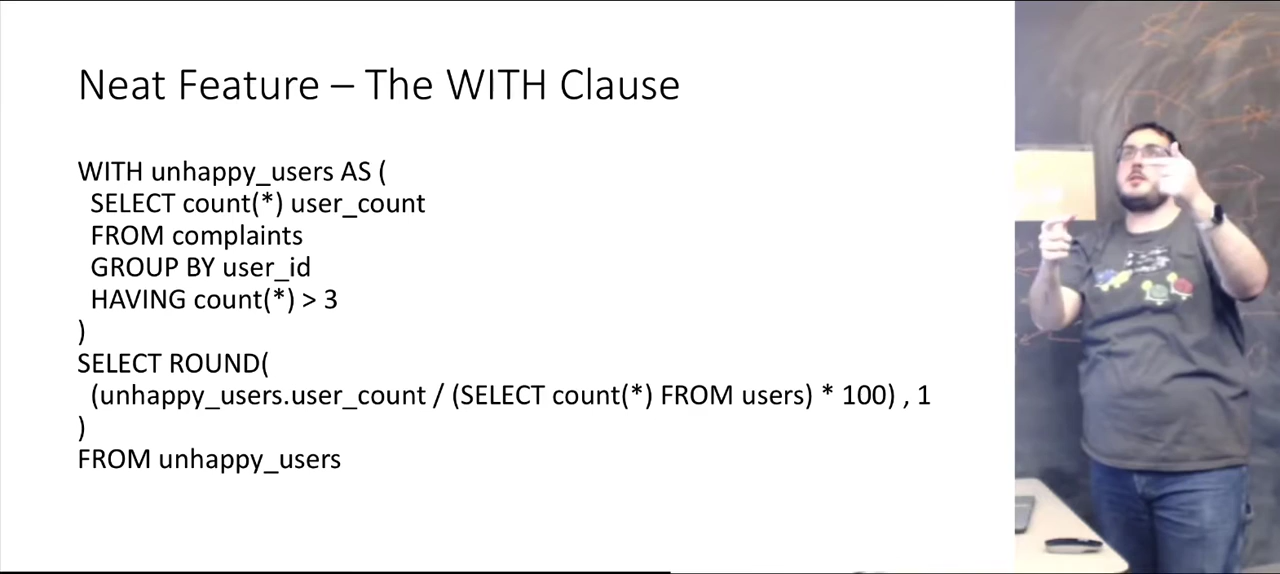 Neat Feature – The WITH Clause
WITH unhappy_users AS (
SELECT count(*) user_count
FROM complaints
GROUP BY user_id
HAVING count(*) > 3
)
SELECT ROUND(
(unhappy_users.user_count / (SELECT count(*) FROM users) * 100) , 1
)
FROM unhappy_users